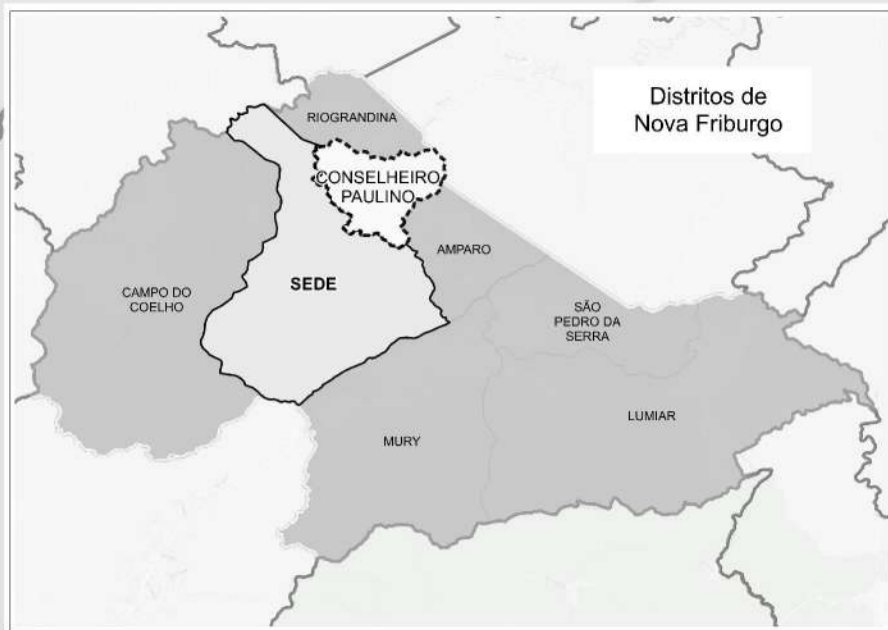 Distritos de
Nova Friburgo
RIOGRANDINA
CONSELHEIRO
PAULINO
AMPARO
SEDE
CAMPO DO
COELHO
SÃO
PEDRO DA
SERRA
LUMIAR
MURY